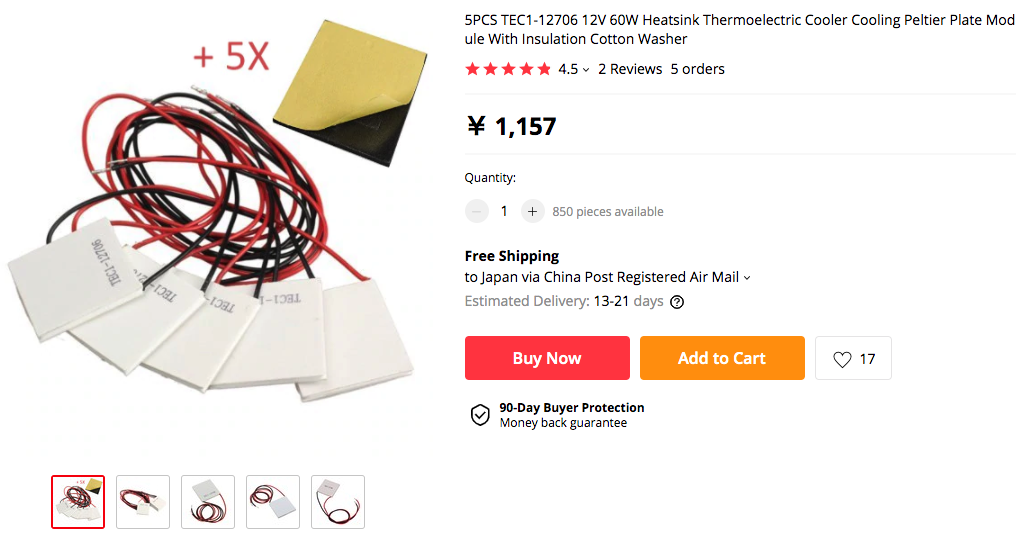 + 5X
TEC1-12706
TEC1-1
5PCS TEC1-12706 12V 60W Heatsink Thermoelectric Cooler Cooling Peltier Plate Mod
ule With Insulation Cotton Washer
4.5 2 Reviews 5 orders
¥ 1,157
Quantity:
− 1 + 850 pieces available
Free Shipping
to Japan via China Post Registered Air Mail
Estimated Delivery: 13-21 days ?
Buy Now
Add to Cart
17
90-Day Buyer Protection
Money back guarantee